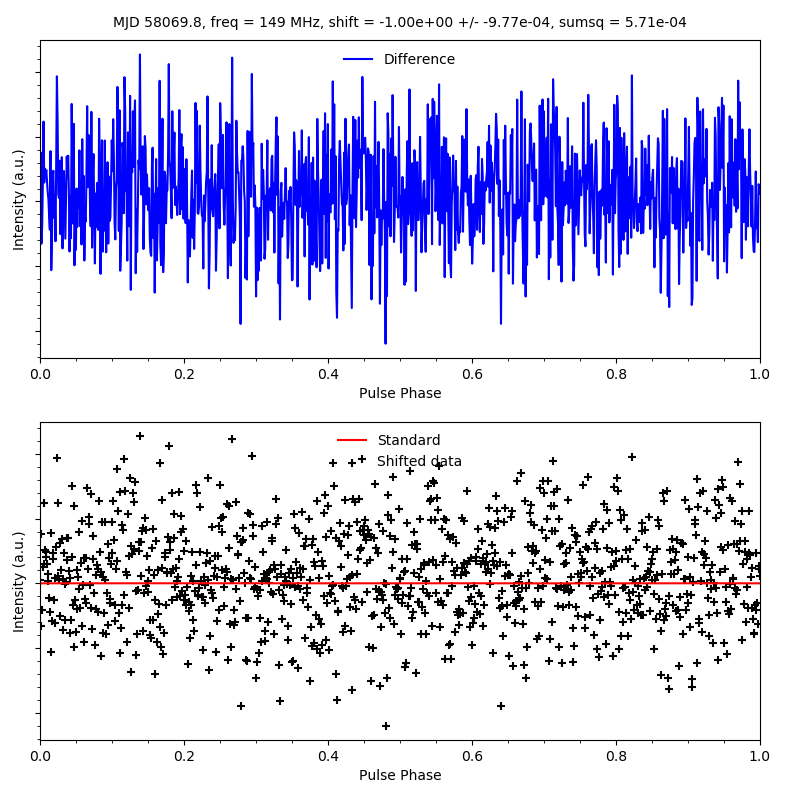 MJD 58069.8, freq = 149 MHz, shift = -1.00e+00 +/- -9.77e-04, sumsq = 5.71e-04
Difference
Intensity (a.u.)
0.0 0.2 0.4 0.6 0.8 1.0
Pulse Phase
Standard
Shifted data
Intensity (a.u.)
0.0 0.2 0.4 0.6 0.8 1.0
Pulse Phase